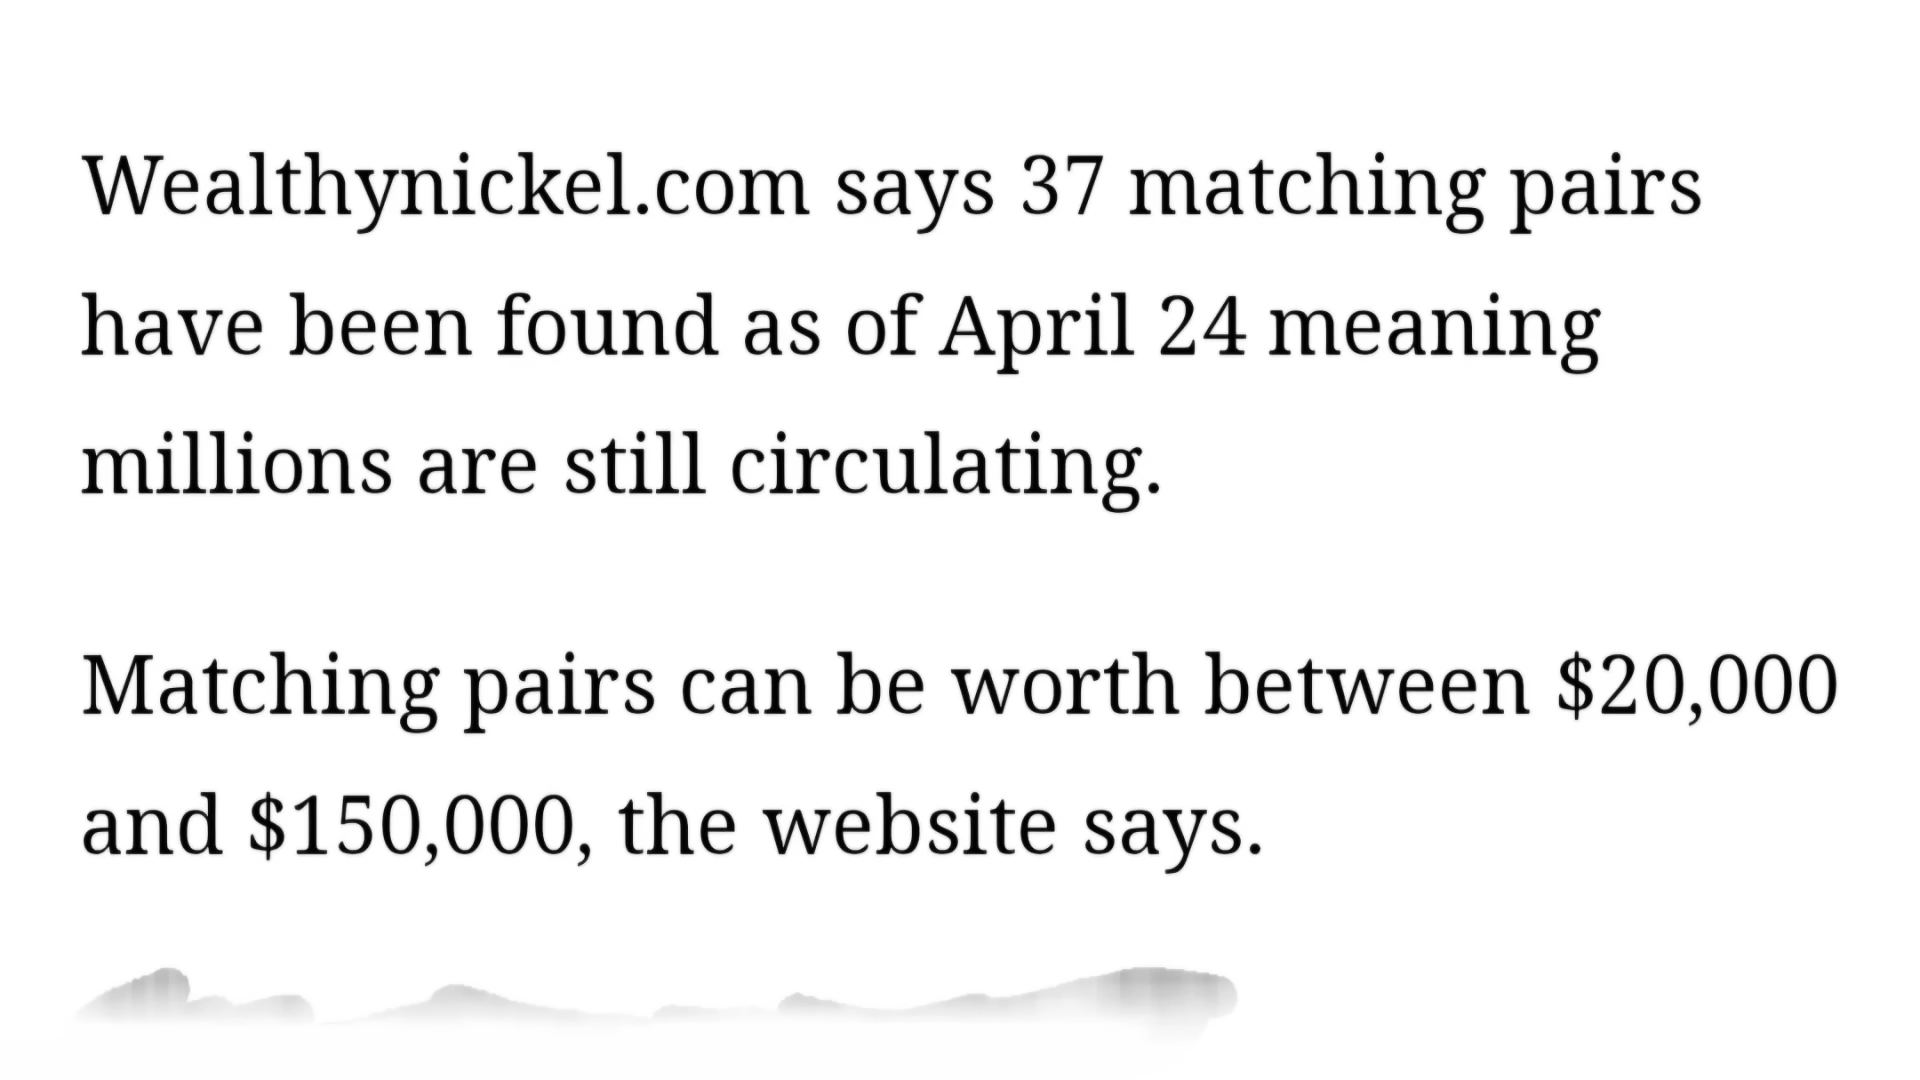 Wealthynickel.com says 37 matching pairs
have been found as of April 24 meaning
millions are still circulating.
Matching pairs can be worth between $20,000
and $150,000, the website says.